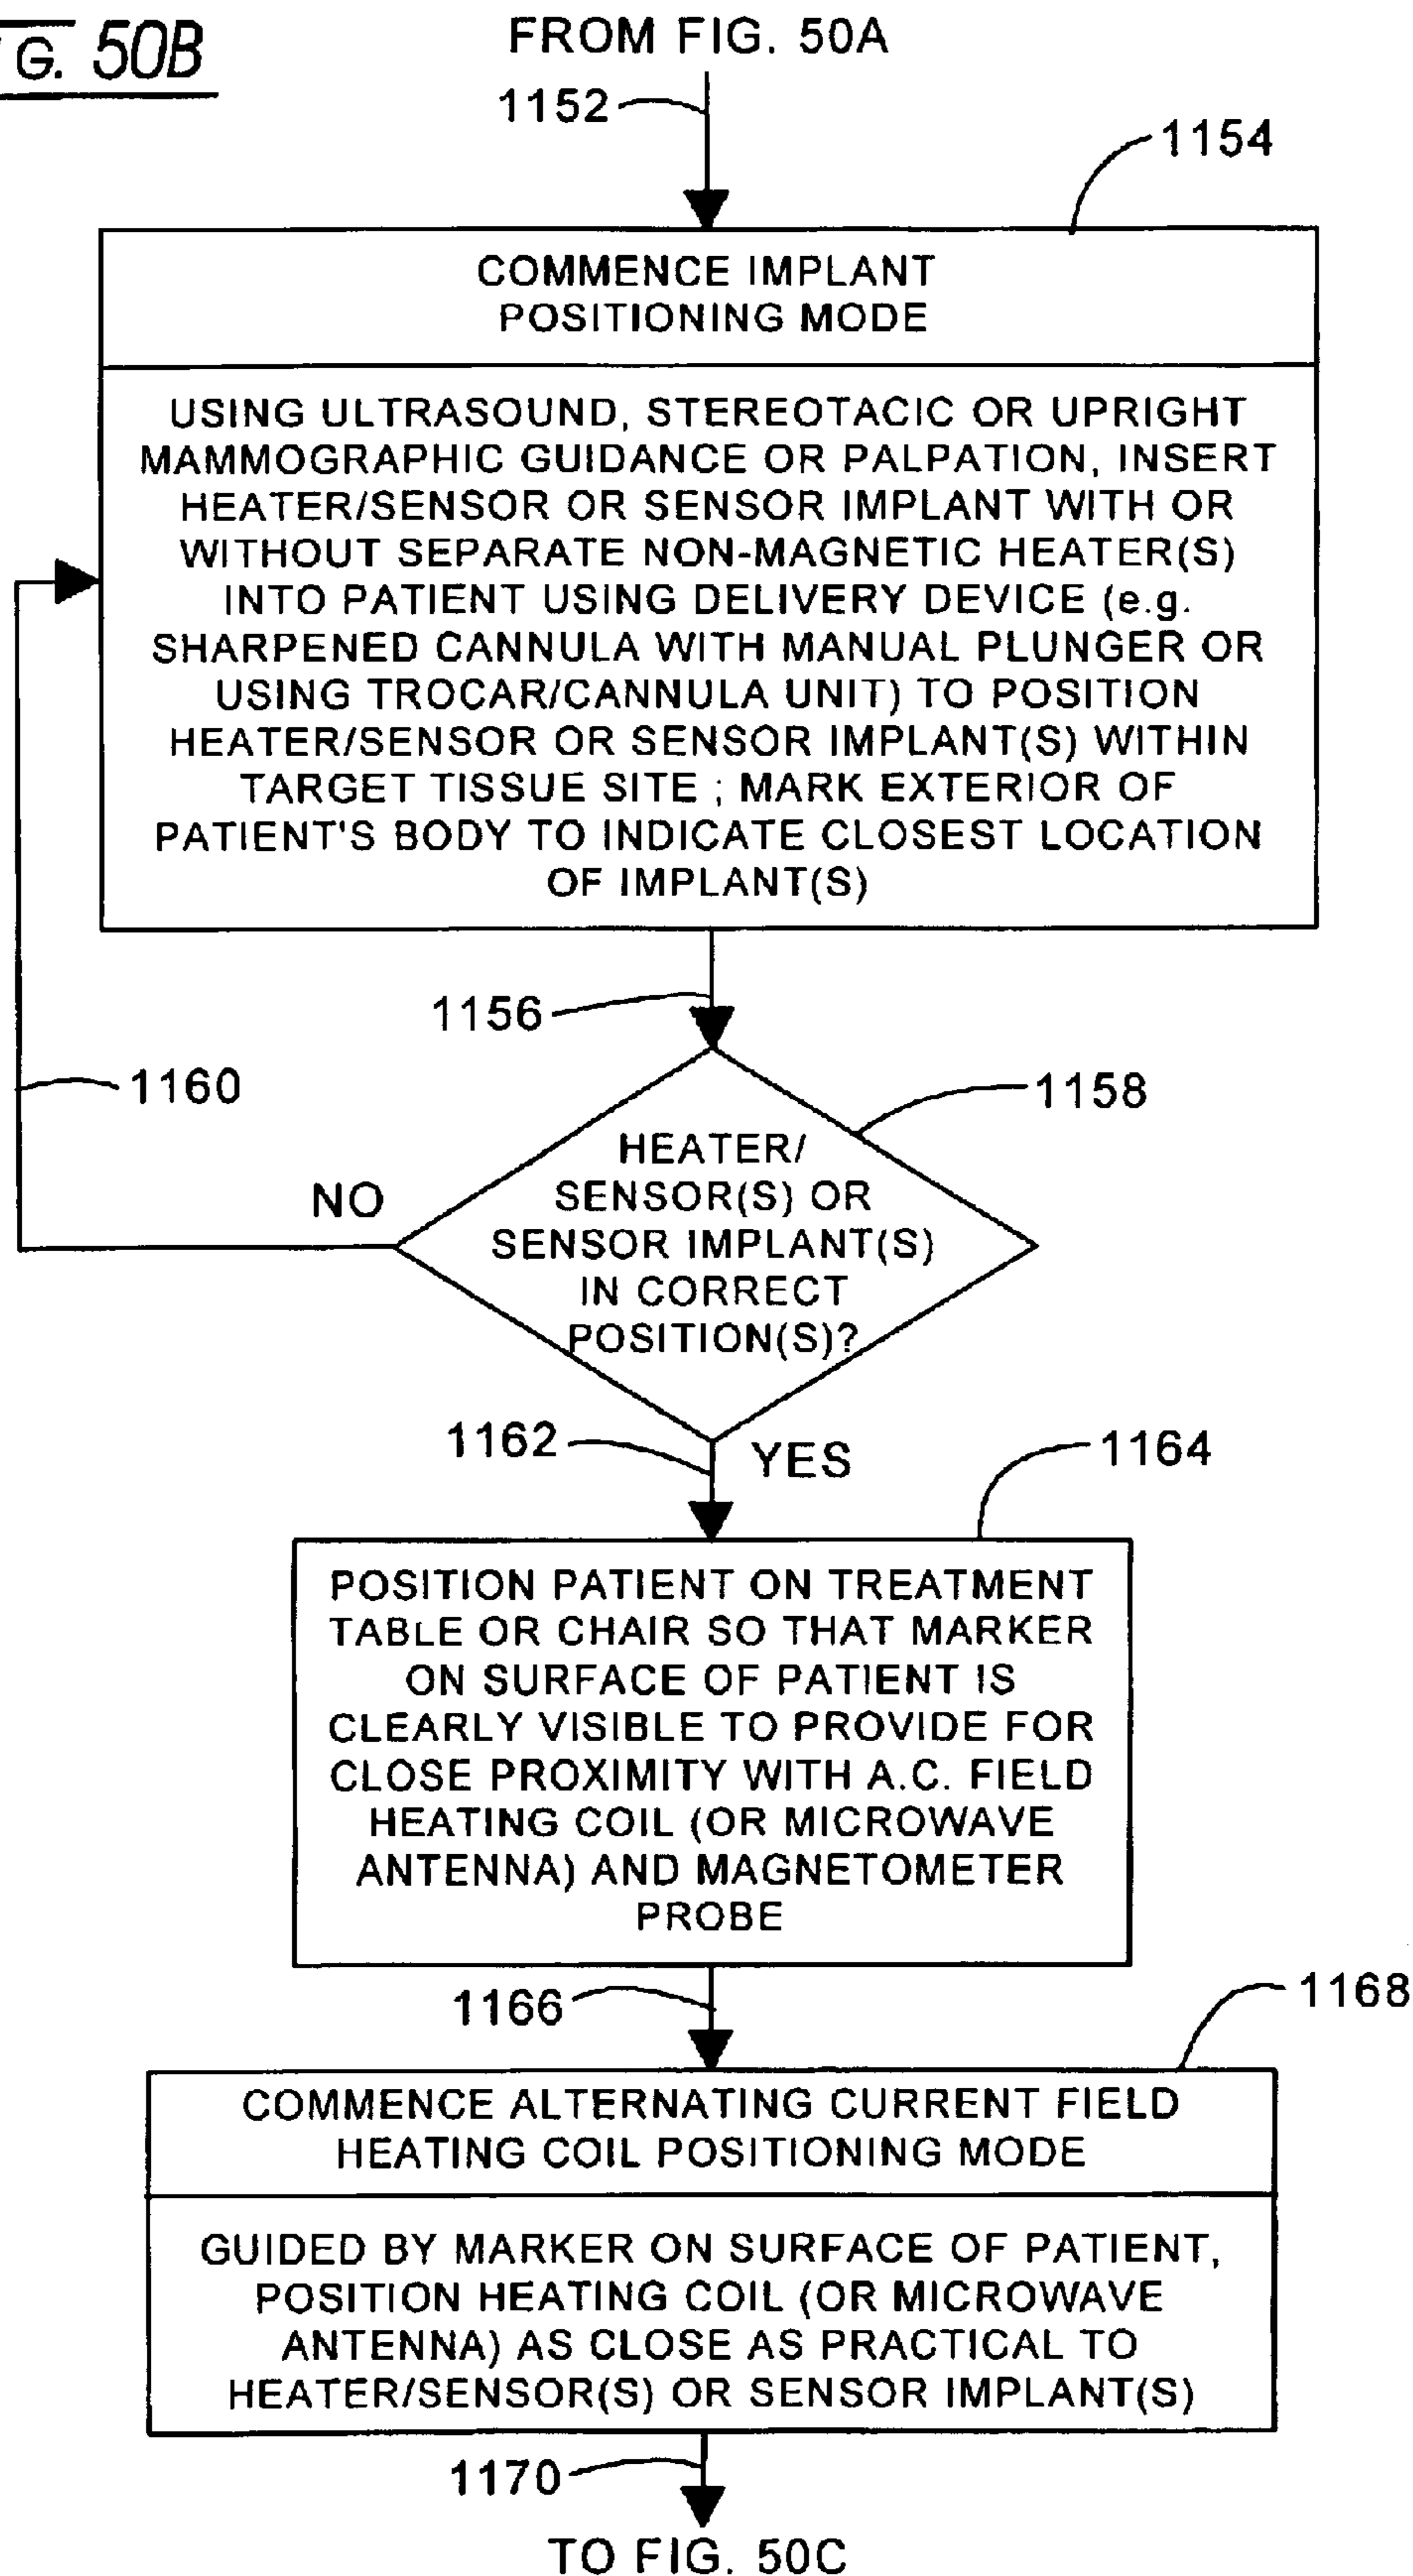 G. 50B
FROM FIG. 50A
1152
1154
COMMENCE IMPLANT
POSITIONING MODE
USING ULTRASOUND, STEREOTACIC OR UPRIGHT
MAMMOGRAPHIC GUIDANCE OR PALPATION, INSERT
HEATER/SENSOR OR SENSOR IMPLANT WITH OR
WITHOUT SEPARATE NON-MAGNETIC HEATER(S)
INTO PATIENT USING DELIVERY DEVICE (e.g.
SHARPENED CANNULA WITH MANUAL PLUNGER OR
USING TROCAR/CANNULA UNIT) TO POSITION
HEATER/SENSOR OR SENSOR IMPLANT(S) WITHIN
TARGET TISSUE SITE ; MARK EXTERIOR OF
PATIENT'S BODY TO INDICATE CLOSEST LOCATION
OF IMPLANT(S)
1156
1160
1158
HEATER/
SENSOR(S) OR
SENSOR IMPLANT(S)
IN CORRECT
POSITION(S)?
NO
1162
YES
1164
POSITION PATIENT ON TREATMENT
TABLE OR CHAIR SO THAT MARKER
ON SURFACE OF PATIENT IS
CLEARLY VISIBLE TO PROVIDE FOR
CLOSE PROXIMITY WITH A.C. FIELD
HEATING COIL (OR MICROWAVE
ANTENNA) AND MAGNETOMETER
PROBE
1166
1168
COMMENCE ALTERNATING CURRENT FIELD
HEATING COIL POSITIONING MODE
GUIDED BY MARKER ON SURFACE OF PATIENT,
POSITION HEATING COIL (OR MICROWAVE
ANTENNA) AS CLOSE AS PRACTICAL TO
HEATER/SENSOR(S) OR SENSOR IMPLANT(S)
1170
TO FIG. 50C